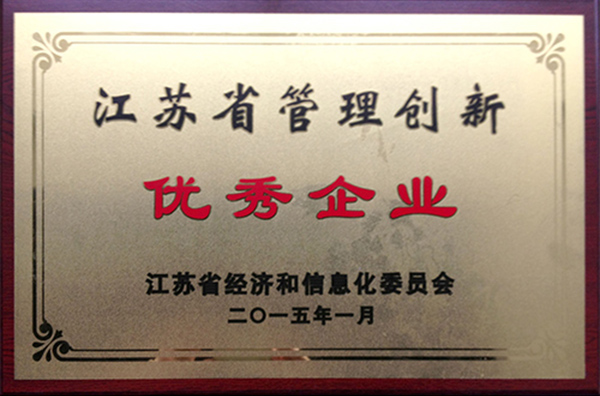 江苏省管理创新
优秀企业
江苏省经济和信息化委员会
二〇一五年一月